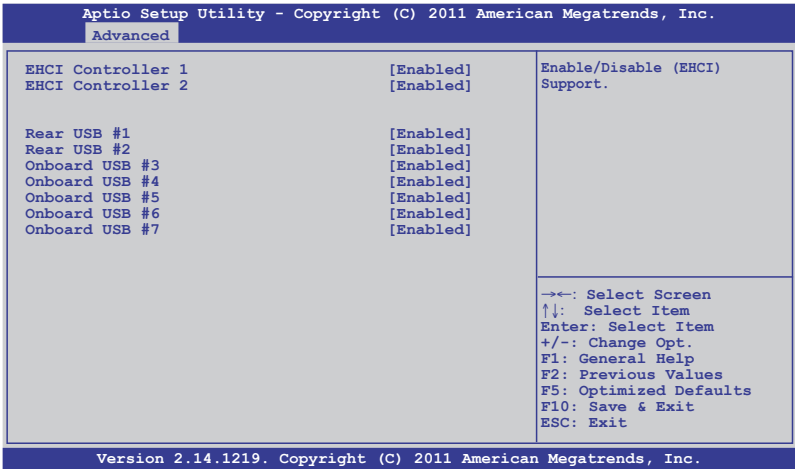 Aptio Setup Utility - Copyright (C) 2011 American Megatrends, Inc.
Advanced
EHCI Controller 1 [Enabled]
EHCI Controller 2 [Enabled]
Rear USB #1 [Enabled]
Rear USB #2 [Enabled]
Onboard USB #3 [Enabled]
Onboard USB #4 [Enabled]
Onboard USB #5 [Enabled]
Onboard USB #6 [Enabled]
Onboard USB #7 [Enabled]
Enable/Disable (EHCI)
Support.
→←: Select Screen
↑↓: Select Item
Enter: Select Item
+/-: Change Opt.
F1: General Help
F2: Previous Values
F5: Optimized Defaults
F10: Save & Exit
ESC: Exit
Version 2.14.1219. Copyright (C) 2011 American Megatrends, Inc.